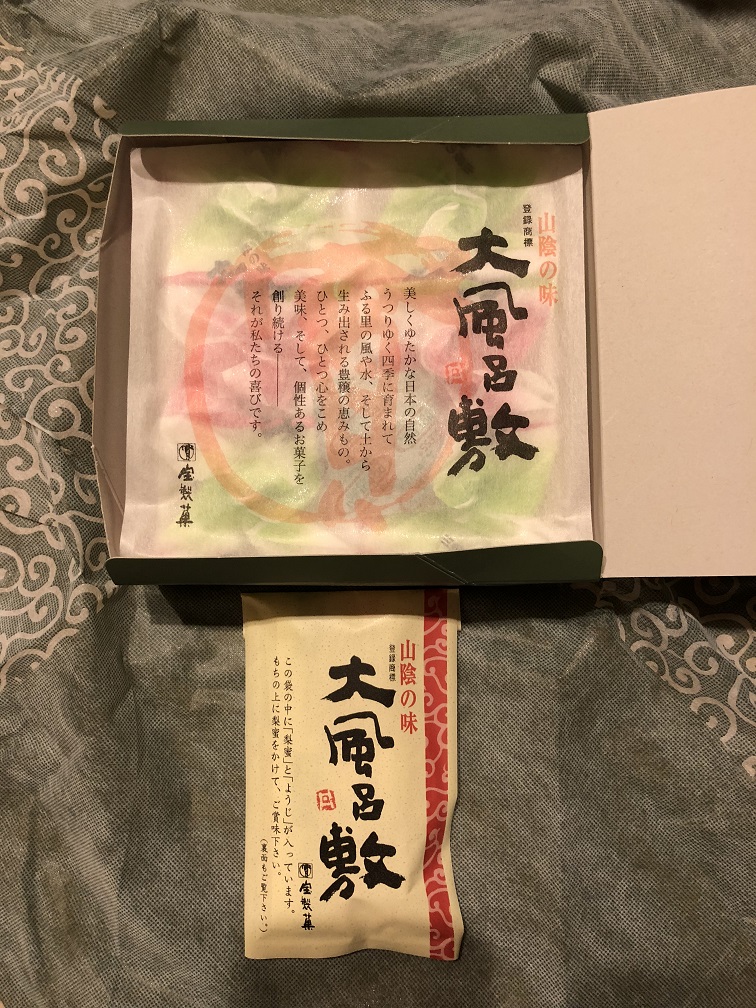 山陰の味
登録商標
大風呂敷
美しくゆたかな日本の自然
うつりゆく四季に育まれて
ふる里の風や水、そして土から
生み出される豊穣の恵みもの。
ひとつ、ひとつ心をこめ
美味、そして、個性あるお菓子を
創り続ける───
それが私たちの喜びです。
宝製菓
山陰の味
登録商標
大風呂敷
この袋の中に「梨蜜」と「ようじ」が入っています。
もちの上に梨蜜をかけて、ご賞味下さい。
(裏面もご覧下さい。)
宝製菓